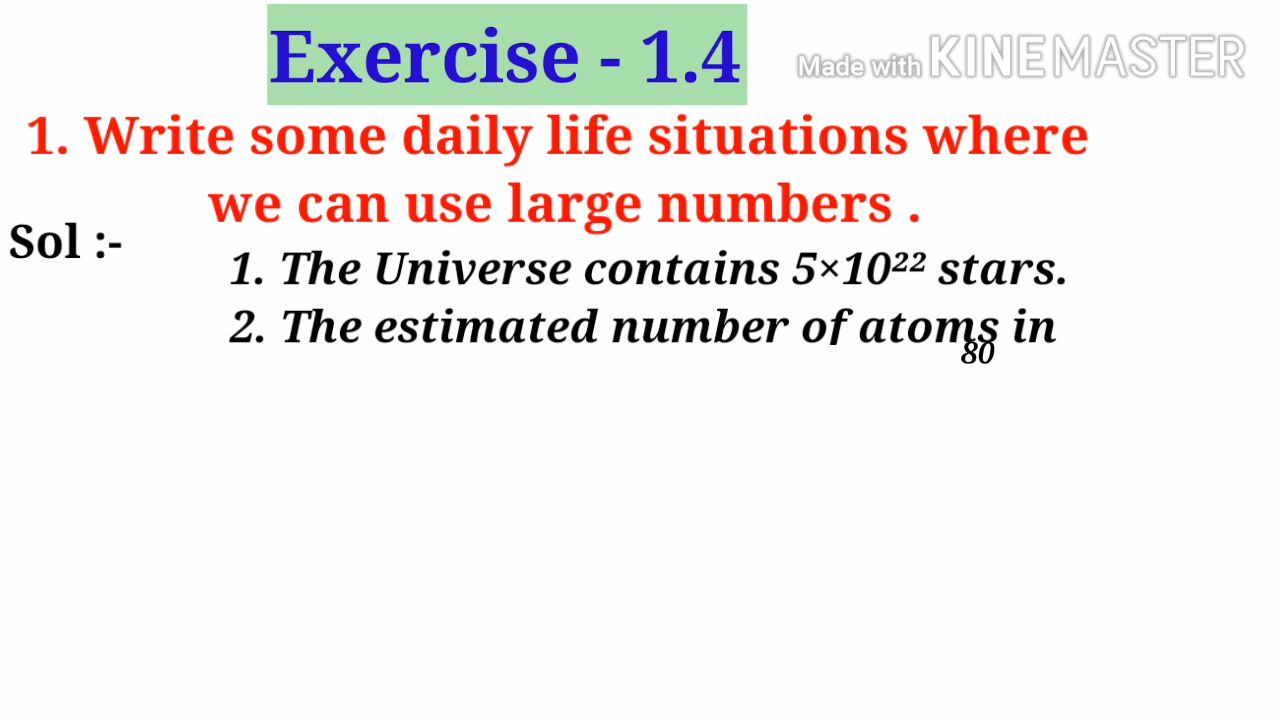 Exercise - 1.4
Made with KINEMASTER
1. Write some daily life situations where
we can use large numbers .
Sol :-
1. The Universe contains 5×10²² stars.
2. The estimated number of atoms in
80